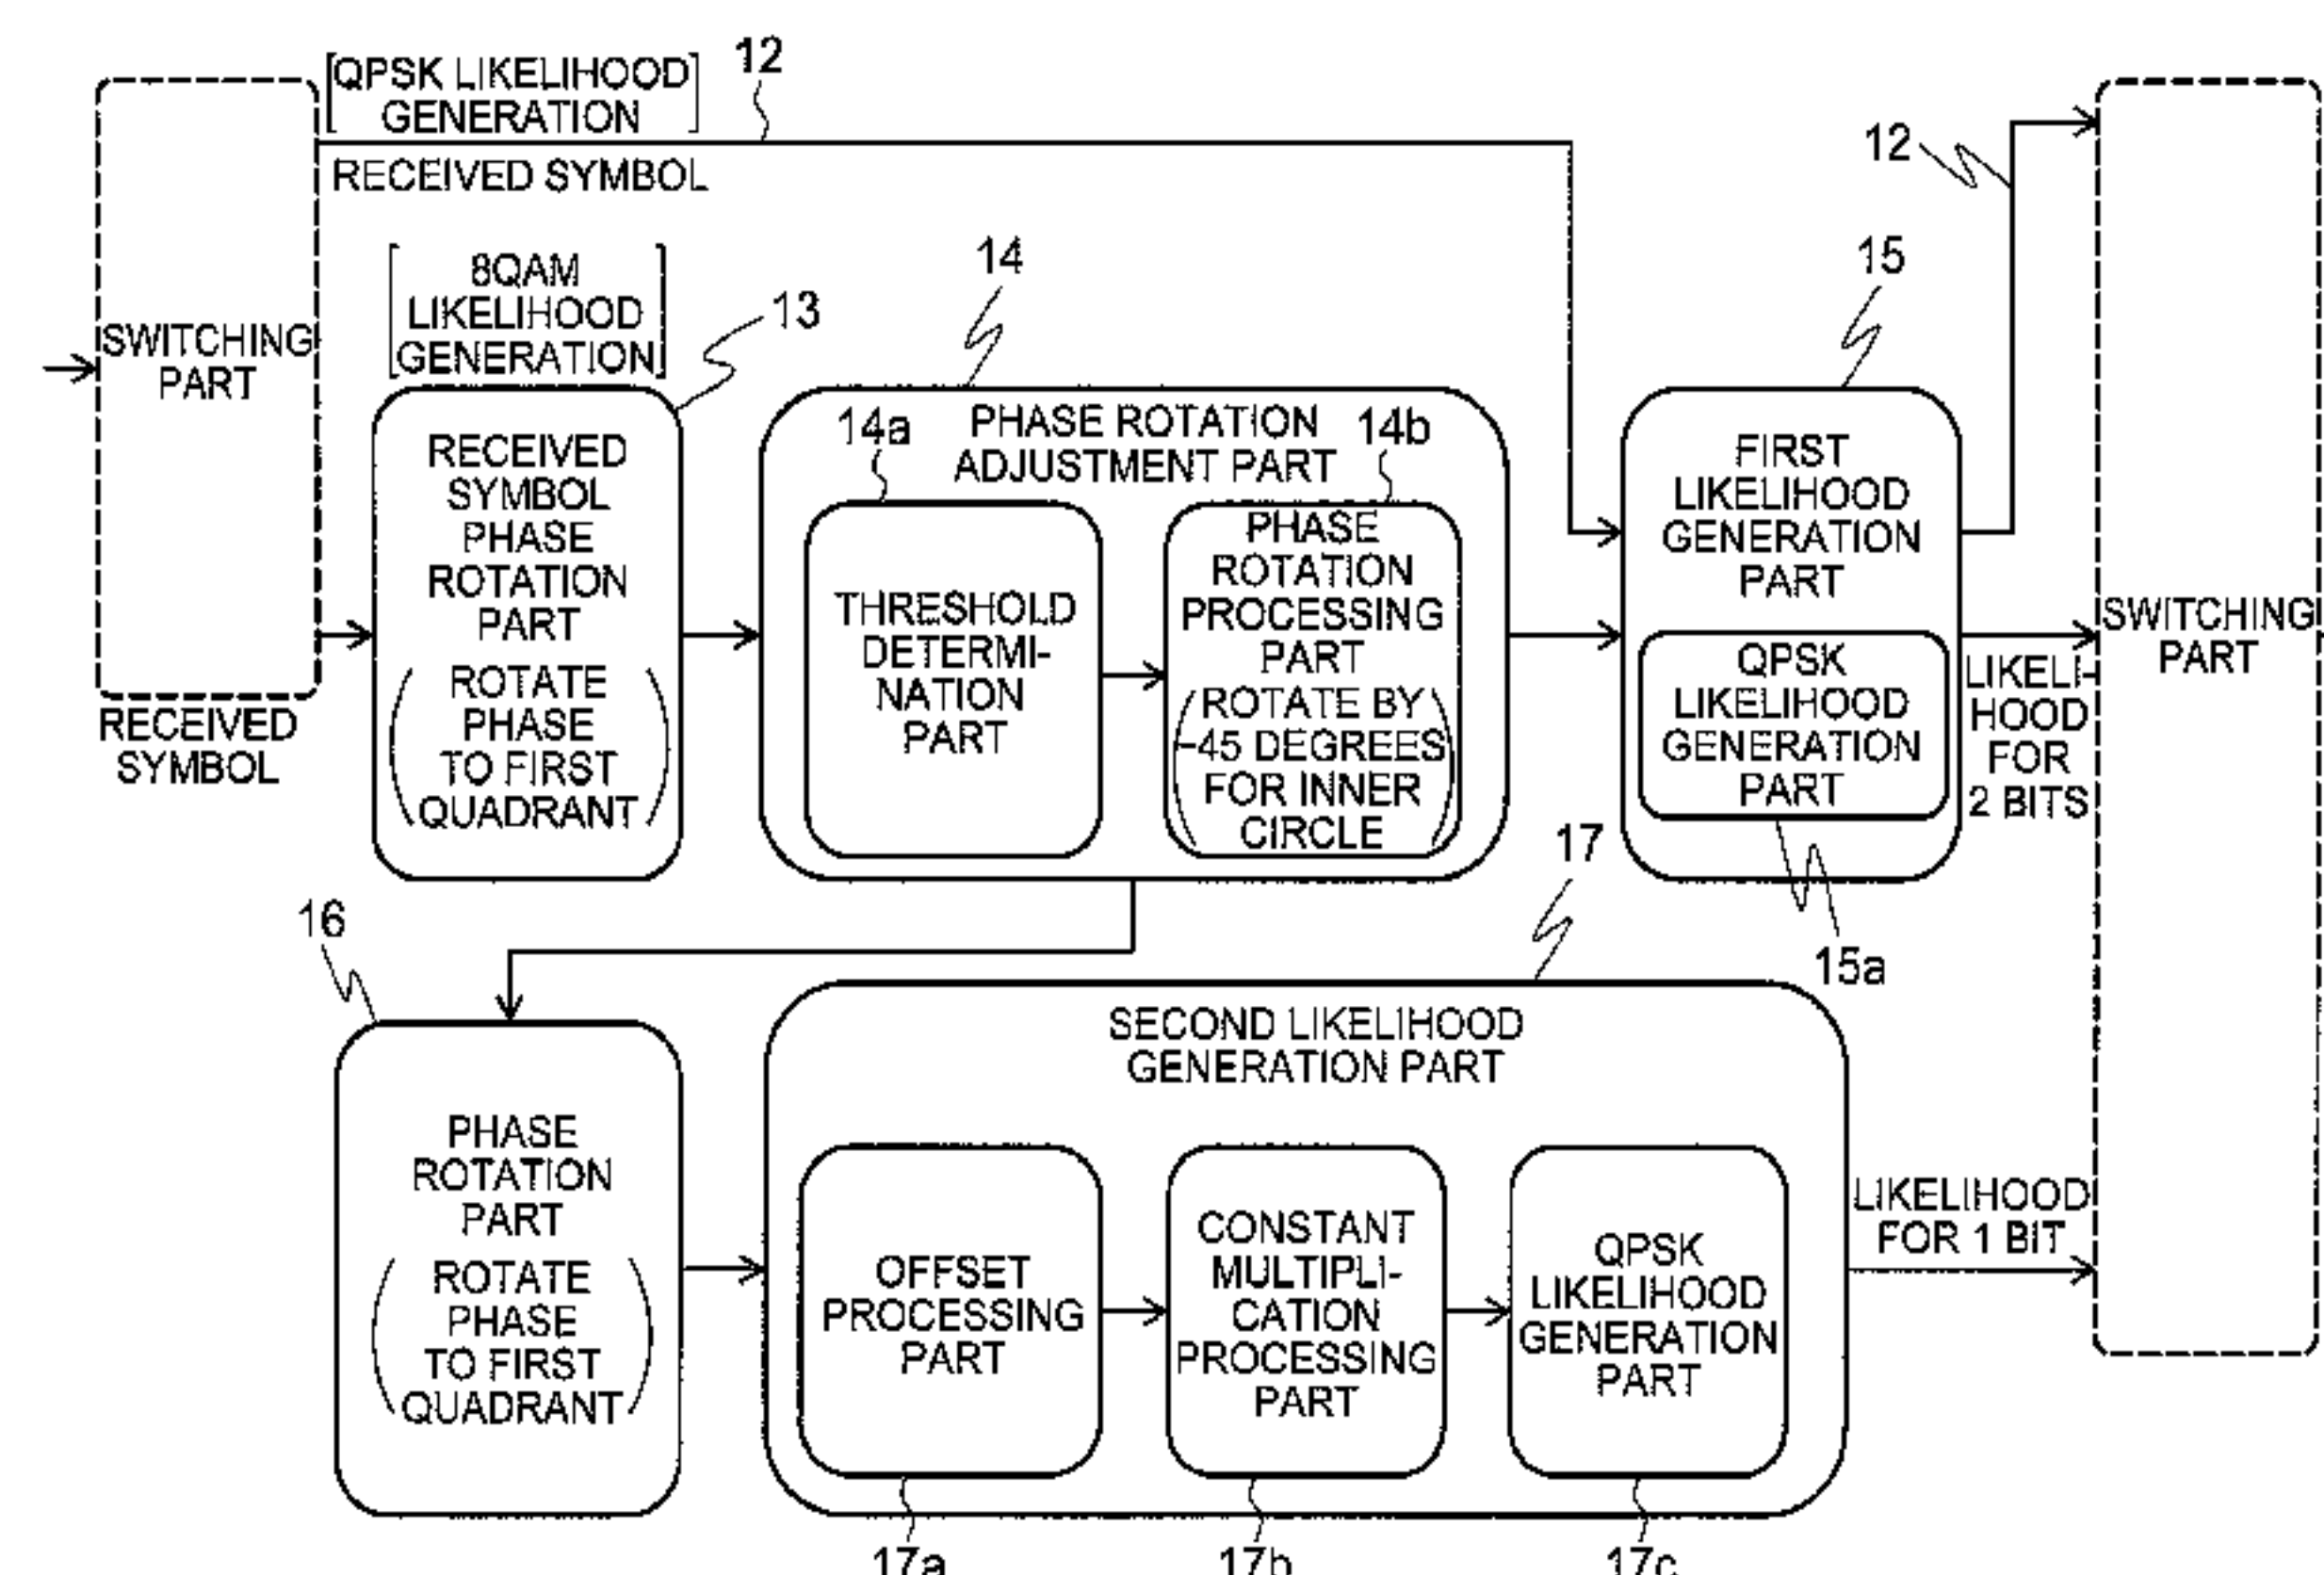 [QPSK LIKELIHOOD
GENERATION]
12
RECEIVED SYMBOL
12
[8QAM
LIKELIHOOD
GENERATION]
13
14
15
SWITCHING
PART
RECEIVED
SYMBOL
RECEIVED
SYMBOL
PHASE
ROTATION
PART
(ROTATE
PHASE
TO FIRST
QUADRANT)
PHASE ROTATION
ADJUSTMENT PART
14a
14b
THRESHOLD
DETERMI-
NATION
PART
PHASE
ROTATION
PROCESSING
PART
(ROTATE BY
-45 DEGREES
FOR INNER
CIRCLE)
FIRST
LIKELIHOOD
GENERATION
PART
QPSK
LIKELIHOOD
GENERATION
PART
15a
LIKELI-
HOOD
FOR
2 BITS
SWITCHING
PART
16
PHASE
ROTATION
PART
(ROTATE
PHASE
TO FIRST
QUADRANT)
17
SECOND LIKELIHOOD
GENERATION PART
OFFSET
PROCESSING
PART
CONSTANT
MULTIPLI-
CATION
PROCESSING
PART
QPSK
LIKELIHOOD
GENERATION
PART
LIKELIHOOD
FOR 1 BIT
17a
17b
17c